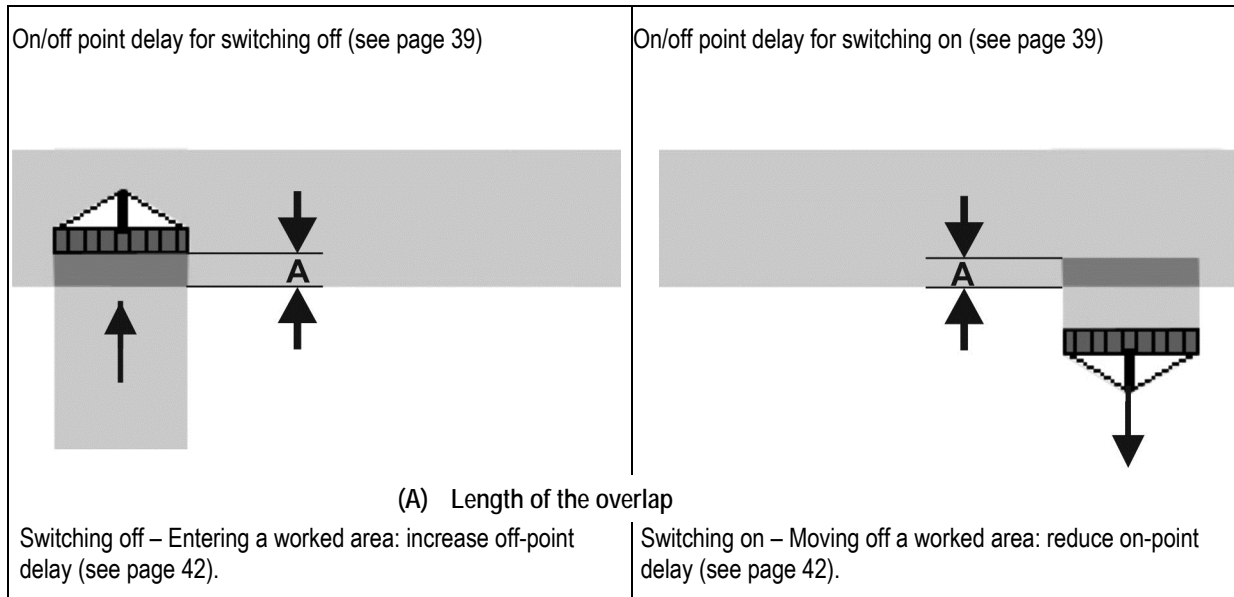 On/off point delay for switching off (see page 39)
On/off point delay for switching on (see page 39)
A
A
(A) Length of the overlap
Switching off – Entering a worked area: increase off-point
delay (see page 42).
Switching on – Moving off a worked area: reduce on-point
delay (see page 42).